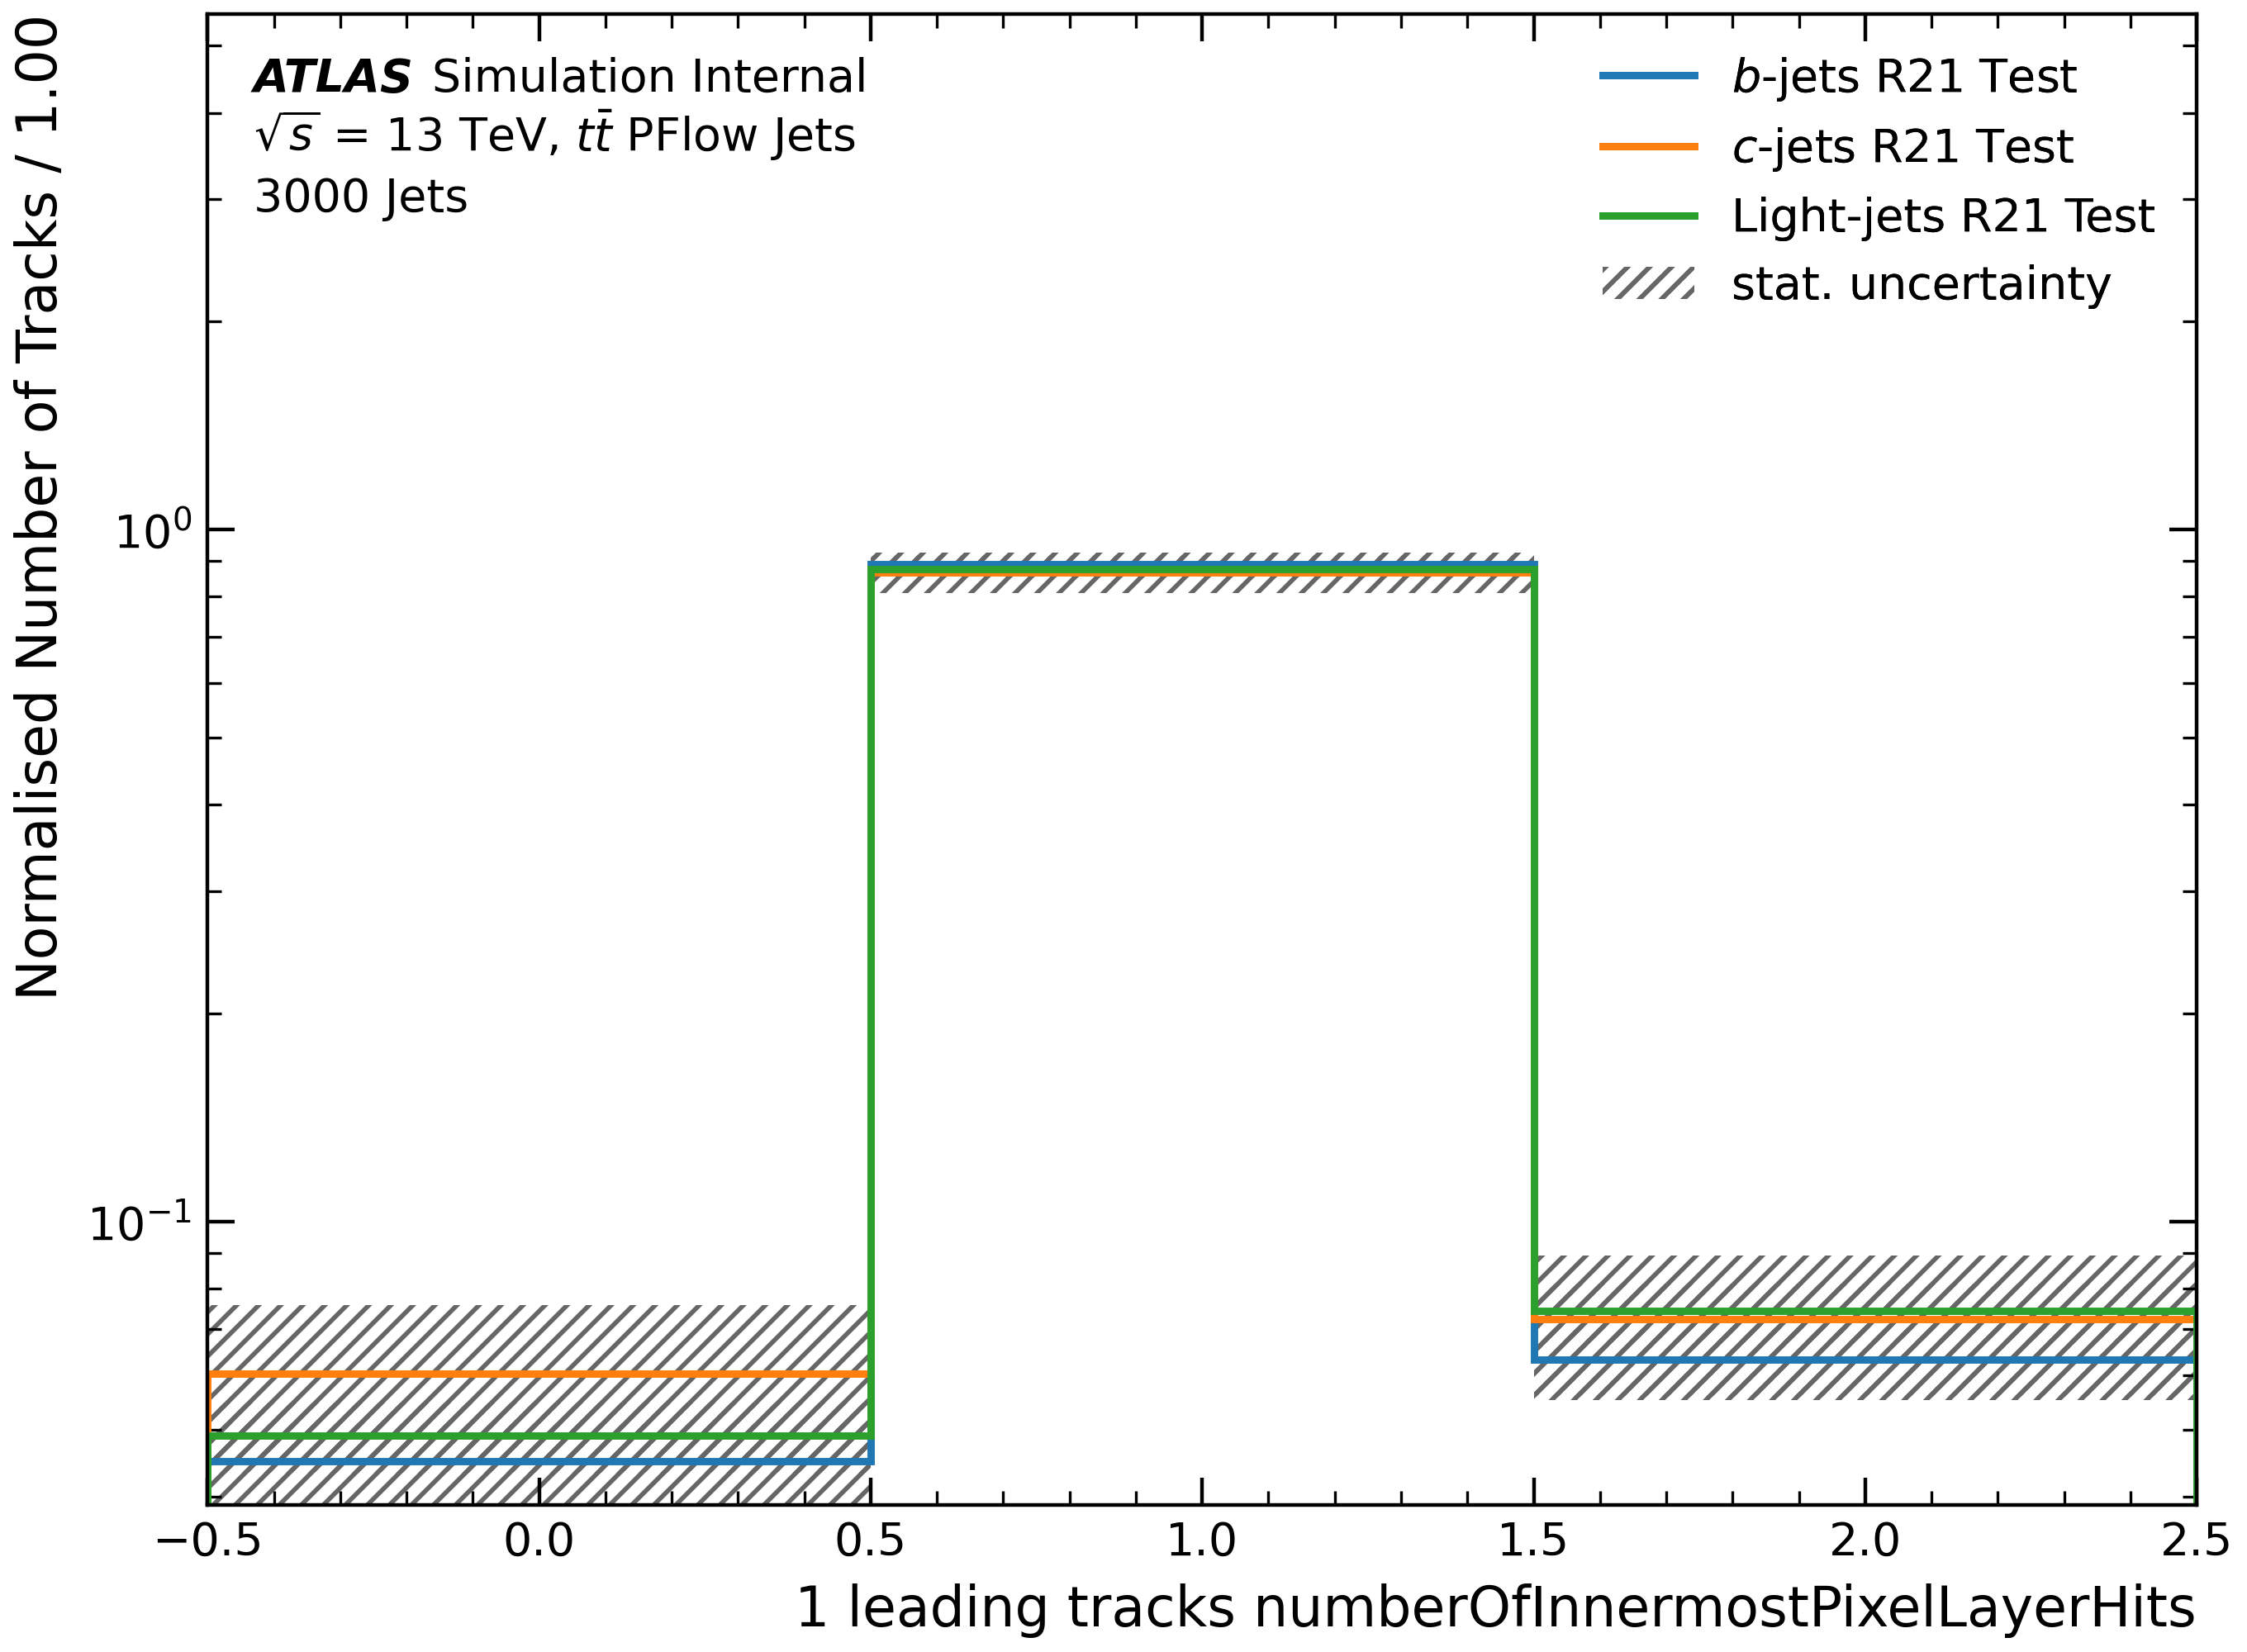 Normalised Number of Tracks / 1.00
ATLAS Simulation Internal
√s = 13 TeV, tt̄ PFlow Jets
3000 Jets
b-jets R21 Test
c-jets R21 Test
Light-jets R21 Test
stat. uncertainty
10⁰
10⁻¹
−0.5 0.0 0.5 1.0 1.5 2.0 2.5
1 leading tracks numberOfInnermostPixelLayerHits